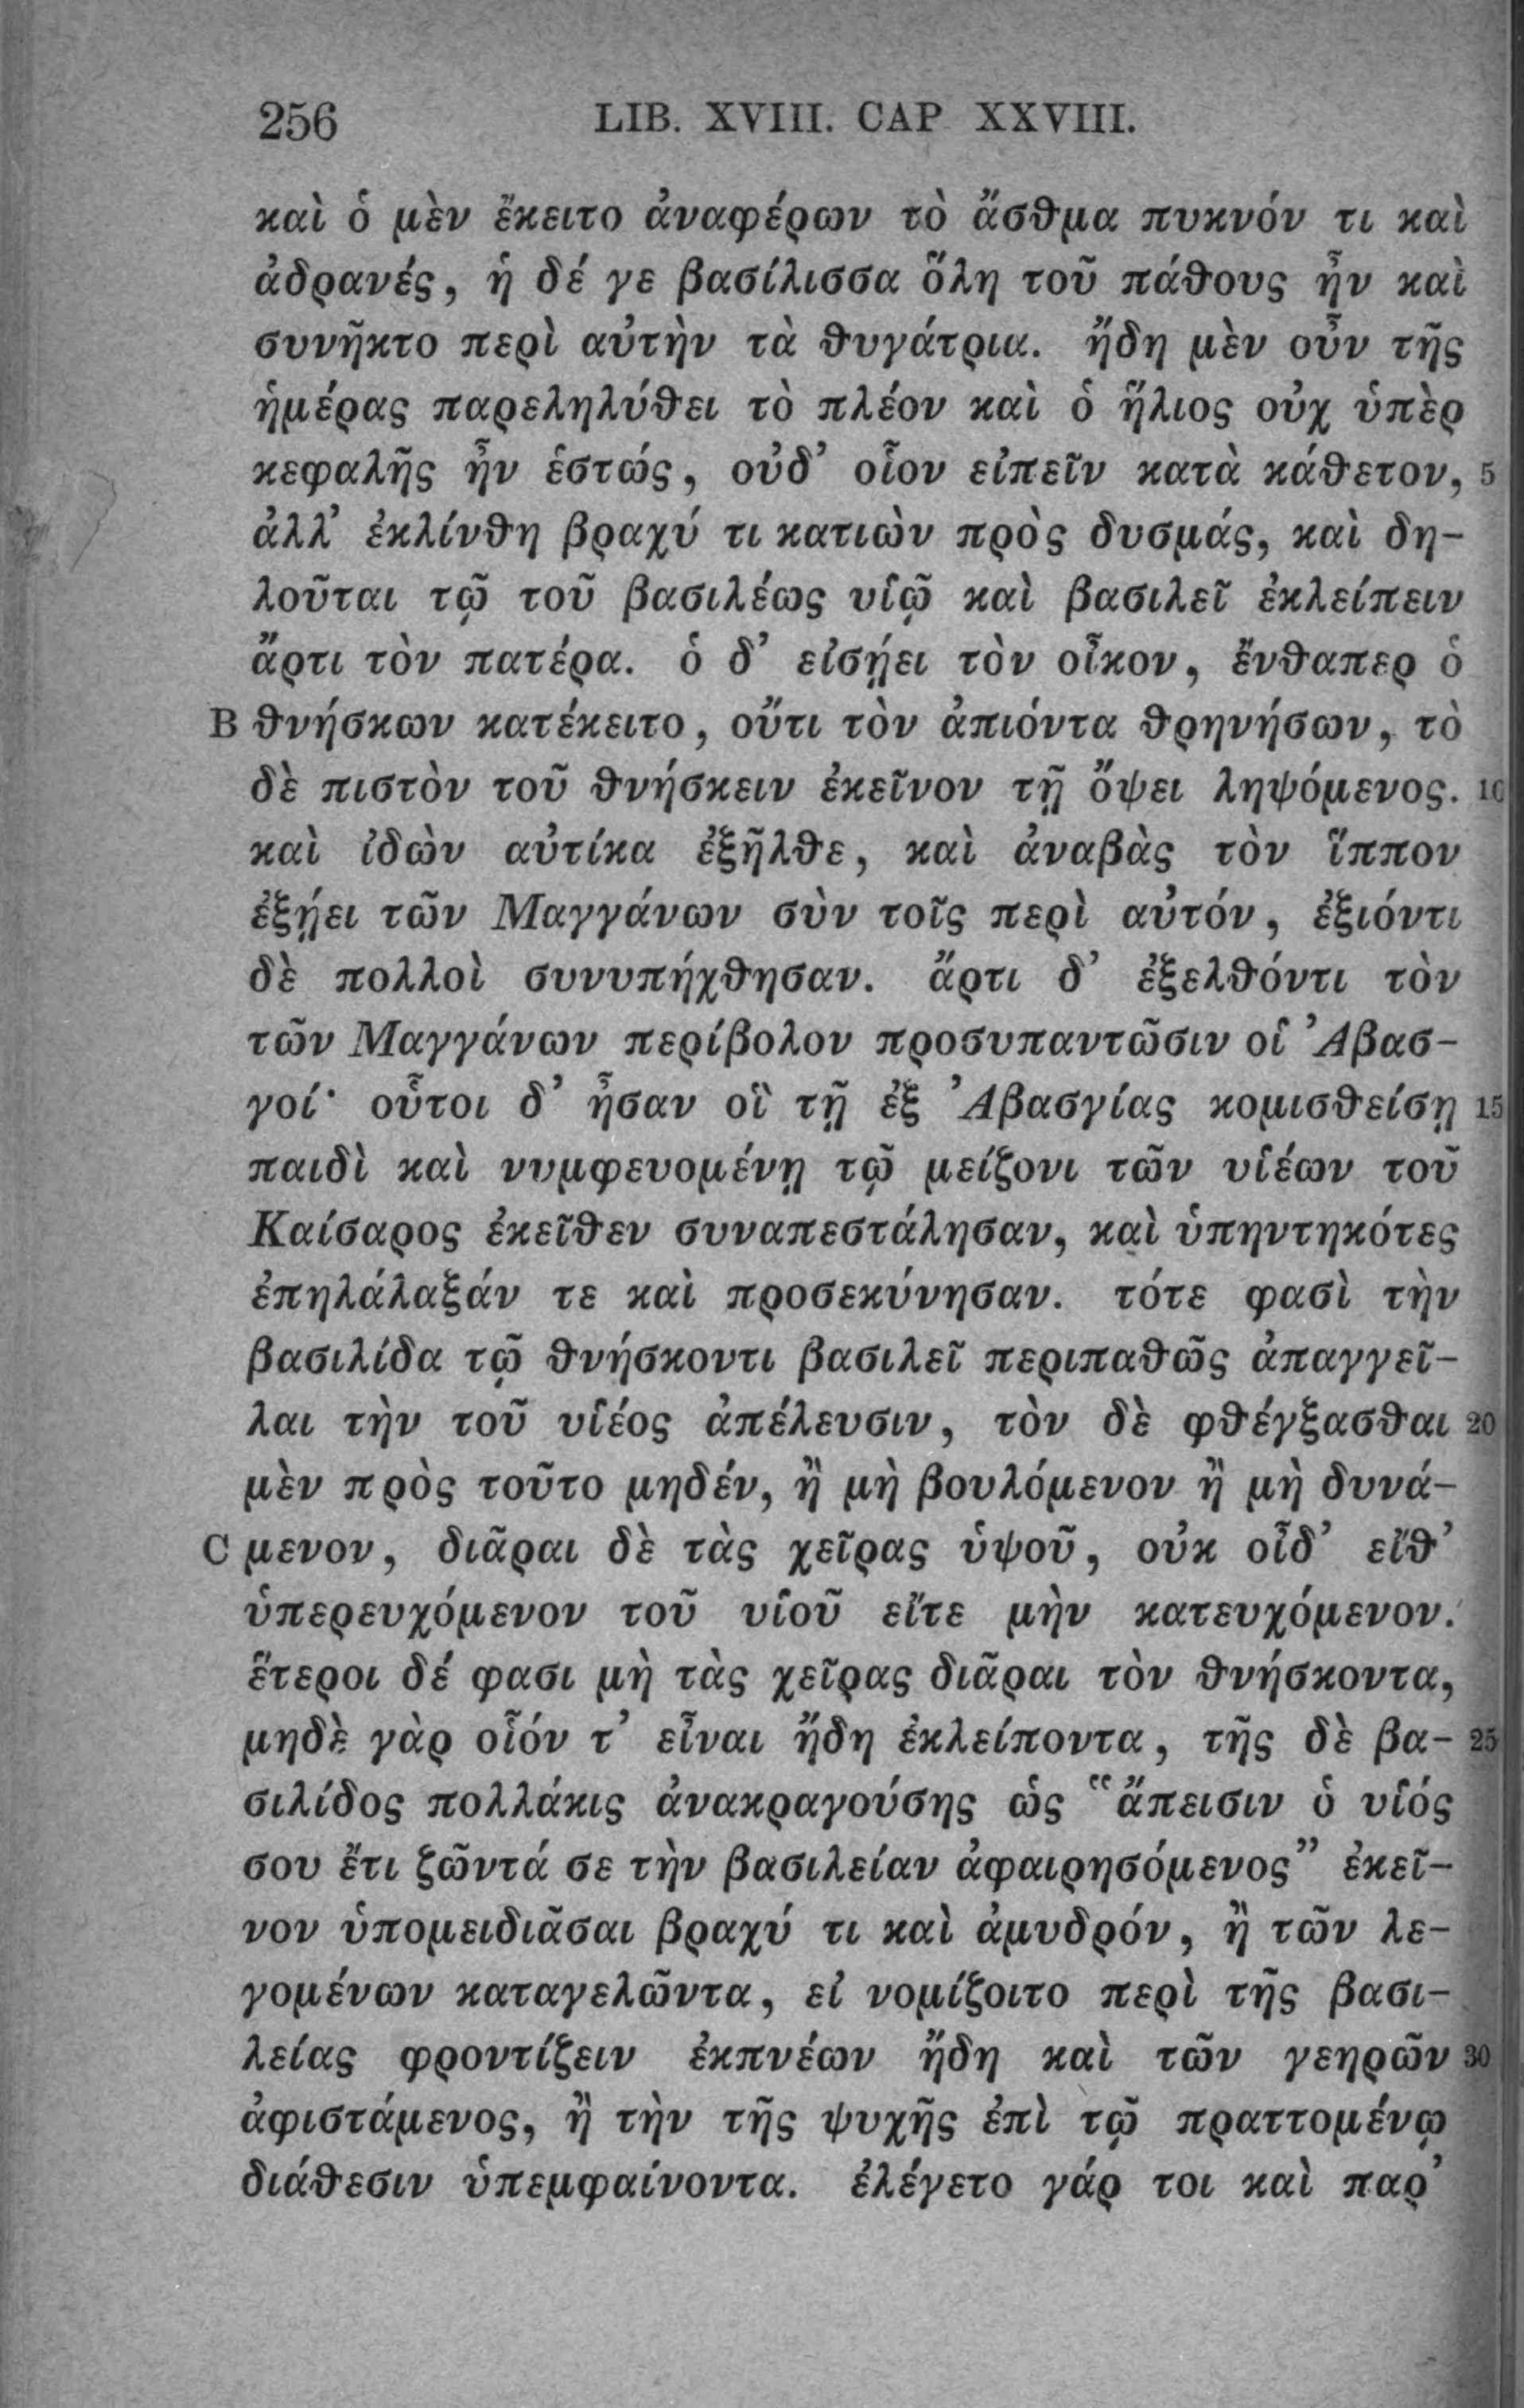 256 LIB. XVIII. CAP XXVIII.
καὶ ὁ μὲν ἔκειτο ἀναφέρων τὸ ἄσθμα πυκνόν τι καὶ
ἀδρανές, ἡ δέ γε βασίλισσα ὅλη τοῦ πάθους ἦν καὶ
συνῆκτο περὶ αὐτὴν τὰ θυγάτρια. ἤδη μὲν οὖν τῆς
ἡμέρας παρεληλύθει τὸ πλέον καὶ ὁ ἥλιος οὐχ ὑπὲρ
κεφαλῆς ἦν ἑστώς, οὐδ’ οἷον εἰπεῖν κατὰ κάθετον, 5
ἀλλ’ ἐκλίνθη βραχύ τι κατιὼν πρὸς δυσμάς, καὶ δη-
λοῦται τῷ τοῦ βασιλέως υἱῷ καὶ βασιλεῖ ἐκλείπειν
ἄρτι τὸν πατέρα. ὁ δ’ εἰσῄει τὸν οἶκον, ἔνθαπερ ὁ
B θνήσκων κατέκειτο, οὔτι τὸν ἀπιόντα θρηνήσων, τὸ
δὲ πιστὸν τοῦ θνήσκειν ἐκεῖνον τῇ ὄψει ληψόμενος. 10
καὶ ἰδὼν αὐτίκα ἐξῆλθε, καὶ ἀναβὰς τὸν ἵππον
ἐξῄει τῶν Μαγγάνων σὺν τοῖς περὶ αὐτόν, ἐξιόντι
δὲ πολλοὶ συνυπήχθησαν. ἄρτι δ’ ἐξελθόντι τὸν
τῶν Μαγγάνων περίβολον προσυπαντῶσιν οἱ Ἀβασ-
γοί· οὗτοι δ’ ἦσαν οἳ τῇ ἐξ Ἀβασγίας κομισθείσῃ 15
παιδὶ καὶ νυμφευομένῃ τῷ μείζονι τῶν υἱέων τοῦ
Καίσαρος ἐκεῖθεν συναπεστάλησαν, καὶ ὑπηντηκότες
ἐπηλάλαξάν τε καὶ προσεκύνησαν. τότε φασὶ τὴν
βασιλίδα τῷ θνήσκοντι βασιλεῖ περιπαθῶς ἀπαγγεῖ-
λαι τὴν τοῦ υἱέος ἀπέλευσιν, τὸν δὲ φθέγξασθαι 20
μὲν πρὸς τοῦτο μηδέν, ἢ μὴ βουλόμενον ἢ μὴ δυνά-
C μενον, διᾶραι δὲ τὰς χεῖρας ὑψοῦ, οὐκ οἶδ’ εἴθ’
ὑπερευχόμενον τοῦ υἱοῦ εἴτε μὴν κατευχόμενον.
ἕτεροι δέ φασι μὴ τὰς χεῖρας διᾶραι τὸν θνήσκοντα,
μηδὲ γὰρ οἷόν τ’ εἶναι ἤδη ἐκλείποντα, τῆς δὲ βα- 25
σιλίδος πολλάκις ἀνακραγούσης ὡς “ἄπεισιν ὁ υἱός
σου ἔτι ζῶντά σε τὴν βασιλείαν ἀφαιρησόμενος” ἐκεῖ-
νον ὑπομειδιᾶσαι βραχύ τι καὶ ἀμυδρόν, ἢ τῶν λε-
γομένων καταγελῶντα, εἰ νομίζοιτο περὶ τῆς βασι-
λείας φροντίζειν ἐκπνέων ἤδη καὶ τῶν γεηρῶν 30
ἀφιστάμενος, ἢ τὴν τῆς ψυχῆς ἐπὶ τῷ πραττομένῳ
διάθεσιν ὑπεμφαίνοντα. ἐλέγετο γάρ τοι καὶ παρ’